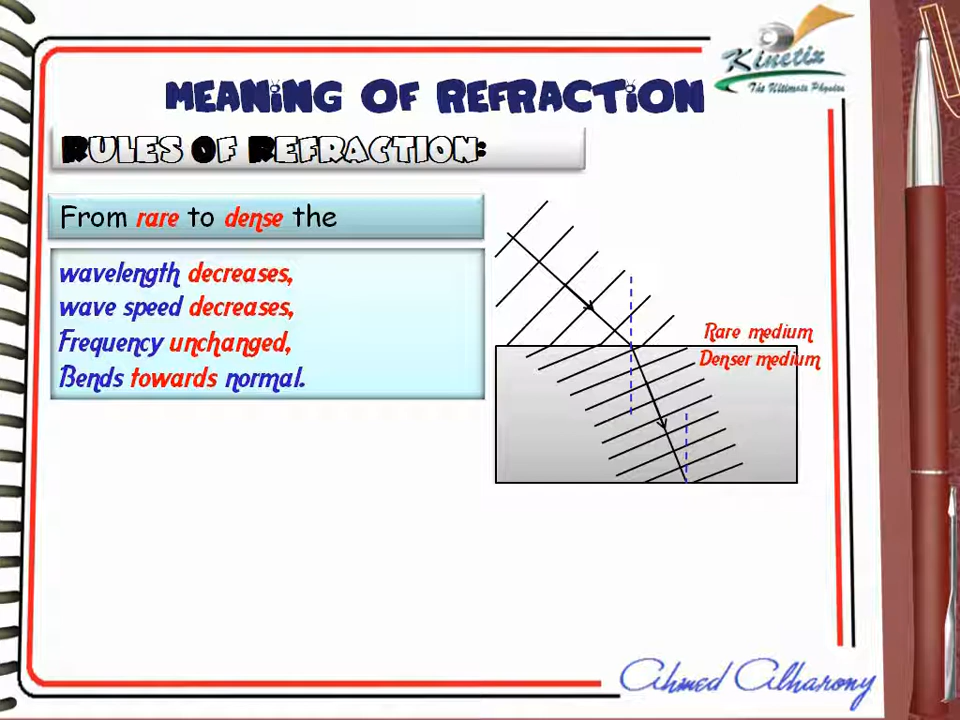 Kinetix
The Ultimate Physics
MEANING OF REFRACTION
RULES OF REFRACTION:
From rare to dense the
wavelength decreases,
wave speed decreases,
Frequency unchanged,
Bends towards normal.
Rare medium
Denser medium
Ahmed Alharony